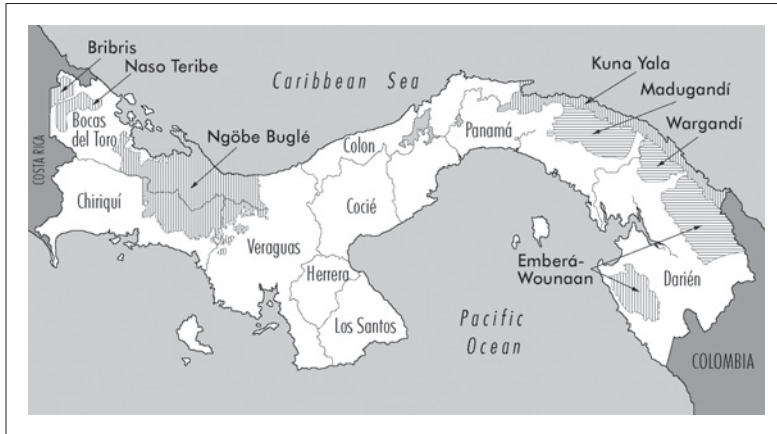 Bribris
Naso Teribe
Caribbean Sea
Kuna Yala
Madugandí
Wargandí
Bocas
del Toro
Ngöbe Buglé
Colon
Panamá
COSTA RICA
Chiriquí
Coclé
Veraguas
Emberá-
Wounaan
Darién
Herrera
Los Santos
Pacific
Ocean
COLOMBIA